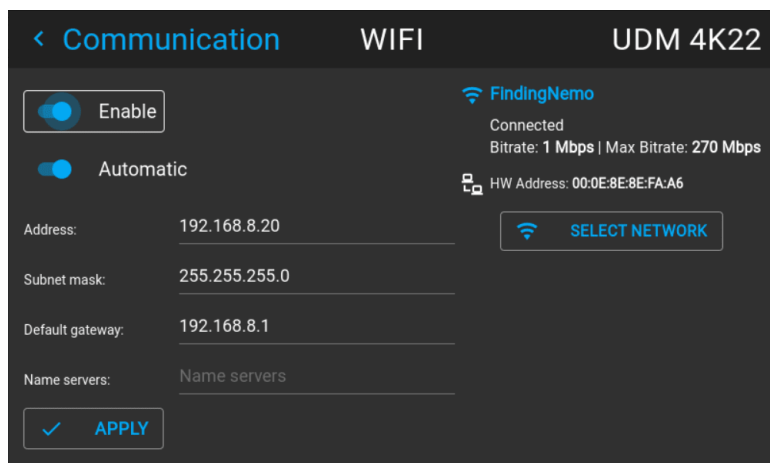 Communication WIFI UDM 4K22
Enable
Automatic
Address: 192.168.8.20
Subnet mask: 255.255.255.0
Default gateway: 192.168.8.1
Name servers: Name servers
APPLY
FindingNemo
Connected
Bitrate: 1 Mbps | Max Bitrate: 270 Mbps
HW Address: 00:0E:8E:8E:FA:A6
SELECT NETWORK